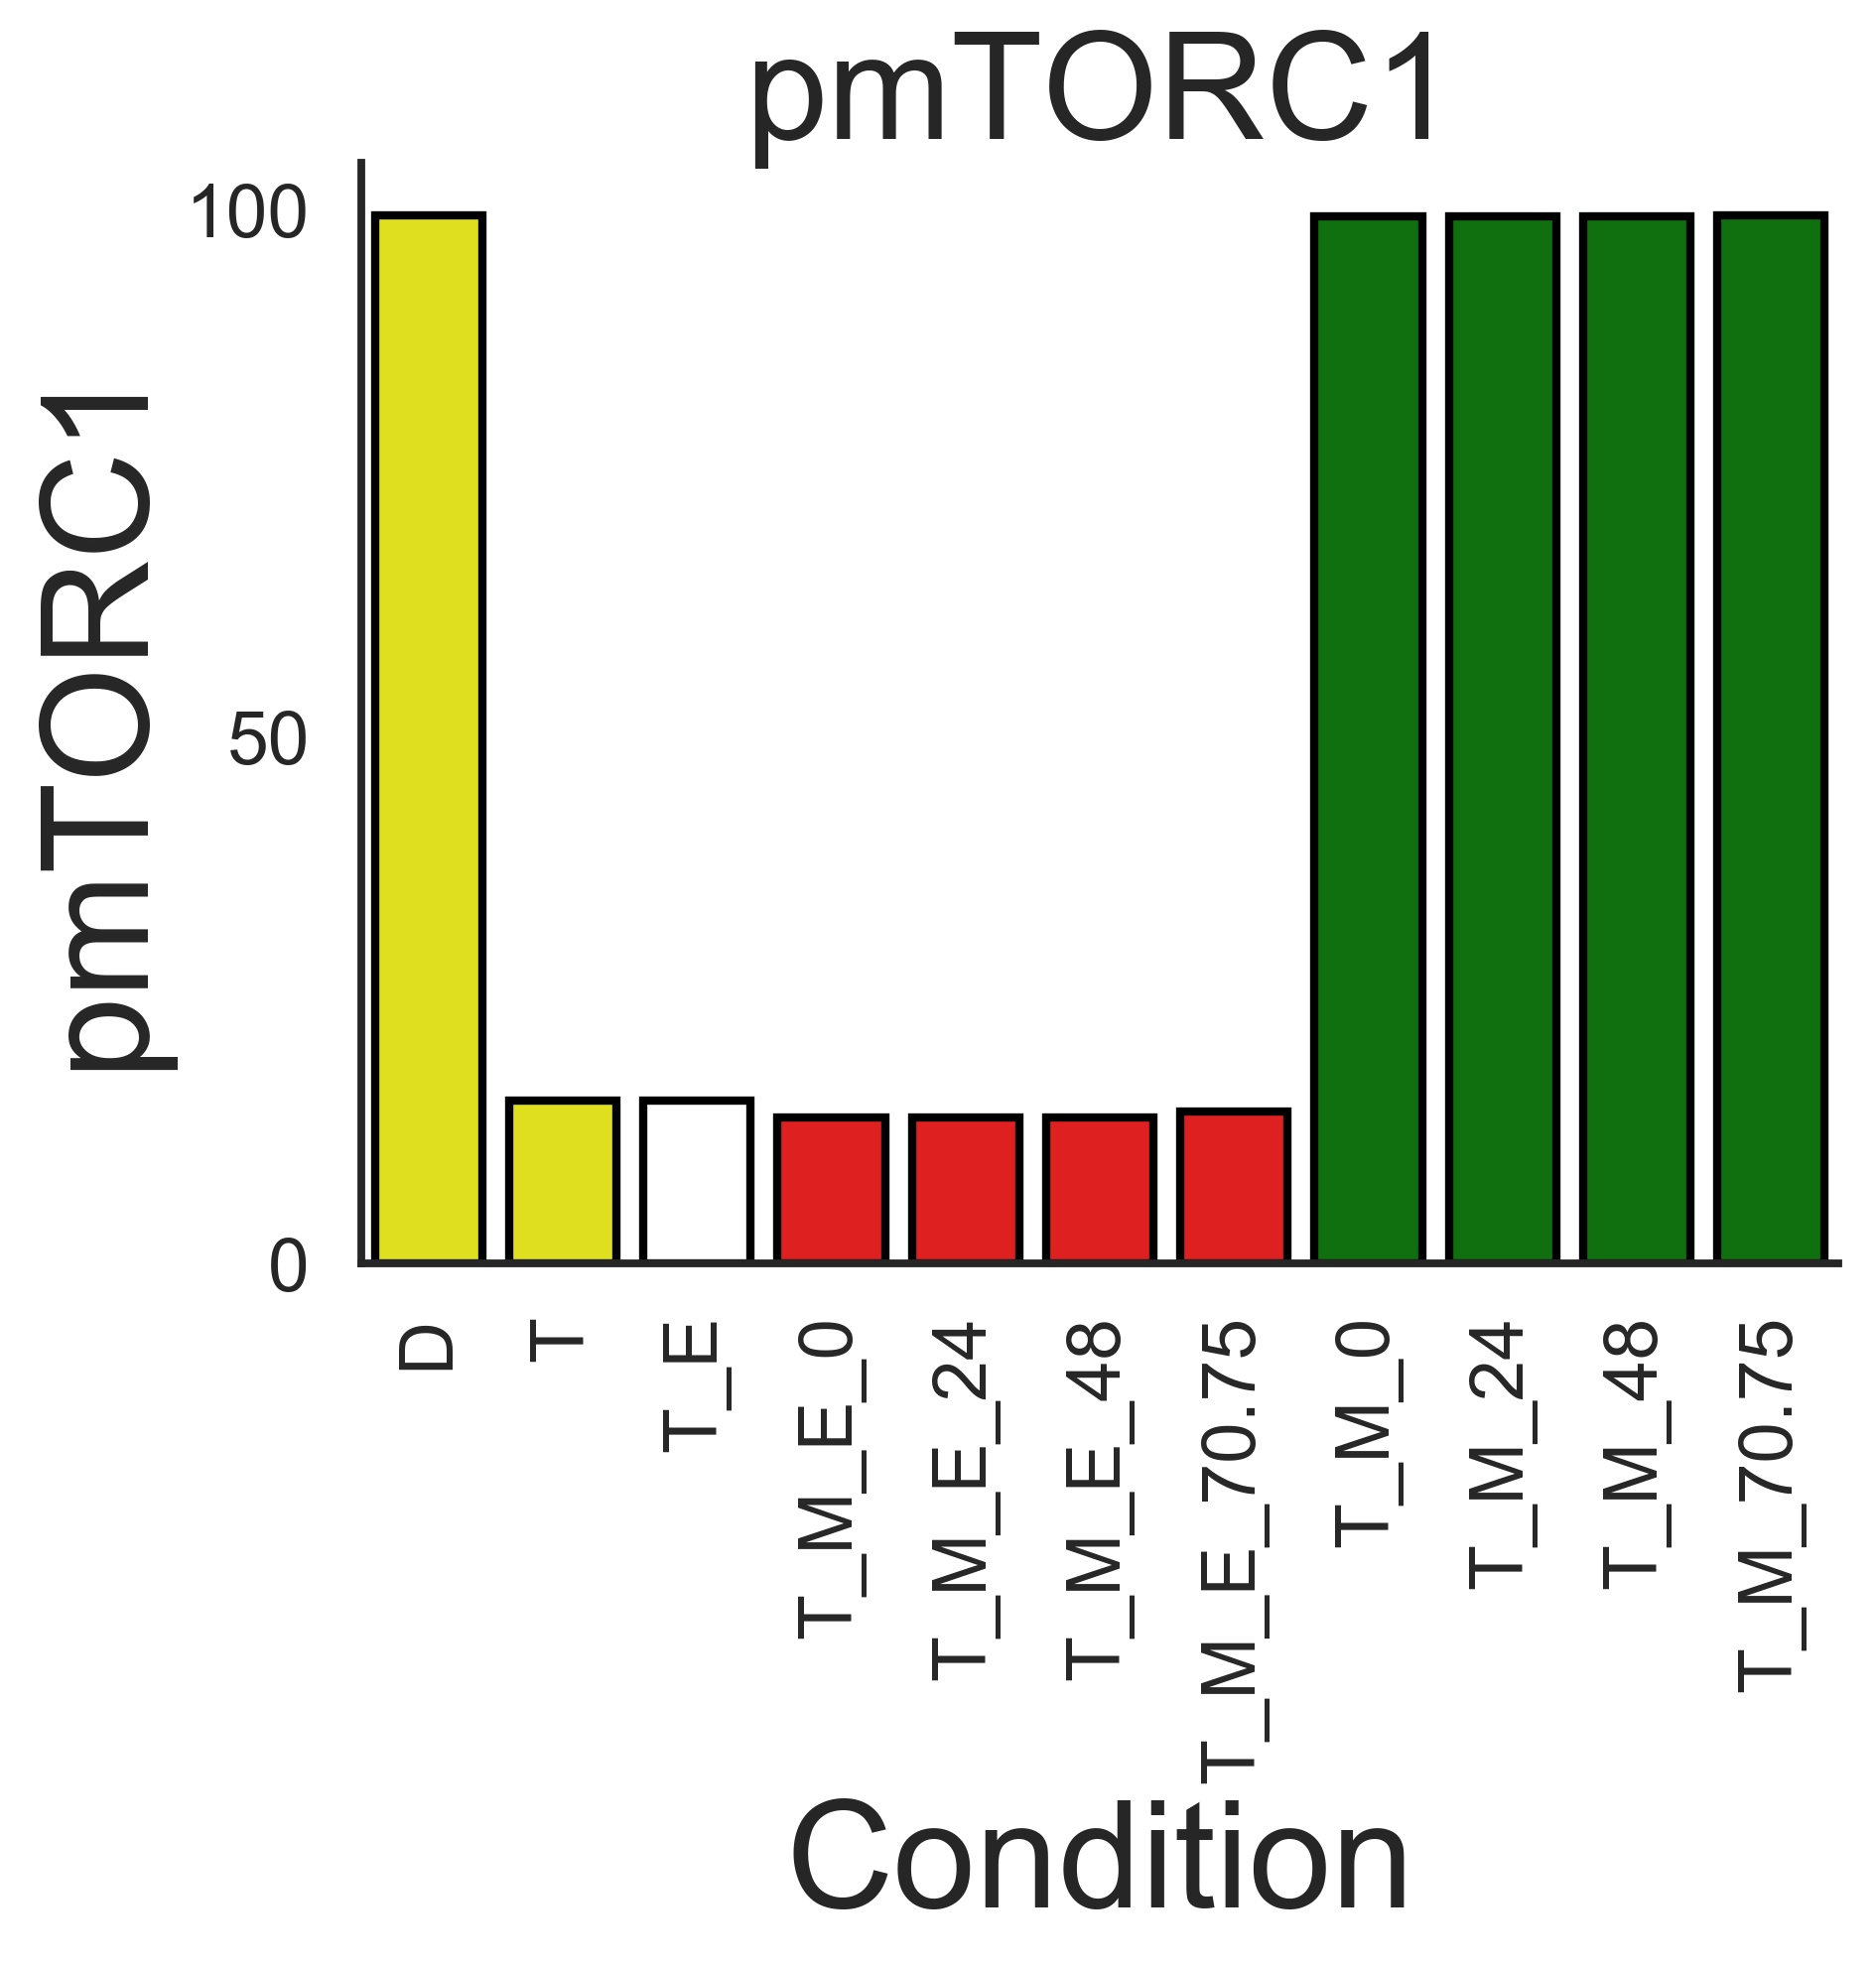 pmTORC1
pmTORC1
100
50
0
D
T
T_E
T_M_E_0
T_M_E_24
T_M_E_48
T_M_E_70.75
T_M_0
T_M_24
T_M_48
T_M_70.75
Condition